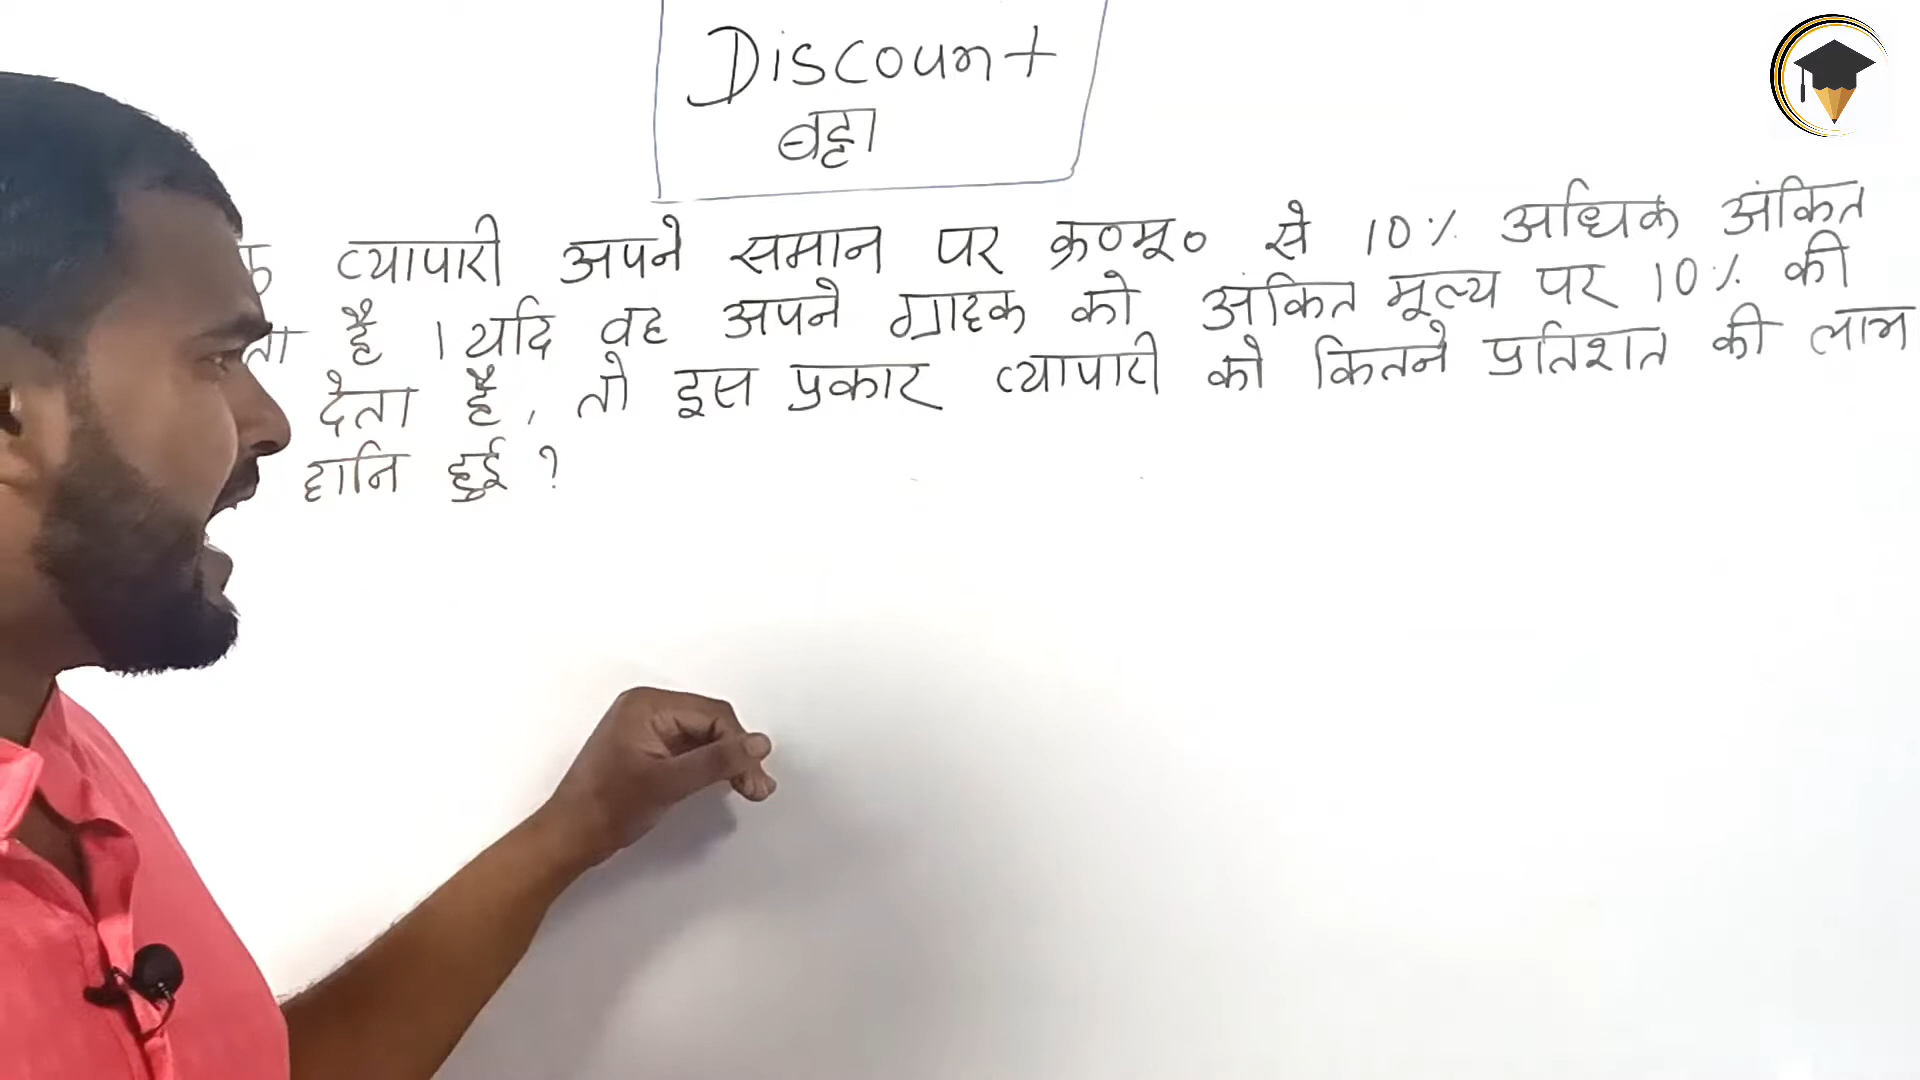 Discount
बट्टा
व्यापारी अपने समान पर क्र०मू० से 10% अधिक अंकित
है । यदि वह अपने ग्राहक को अंकित मूल्य पर 10% की
देता है, तो इस प्रकार व्यापारी को कितने प्रतिशत की लाभ
हानि हुई ?